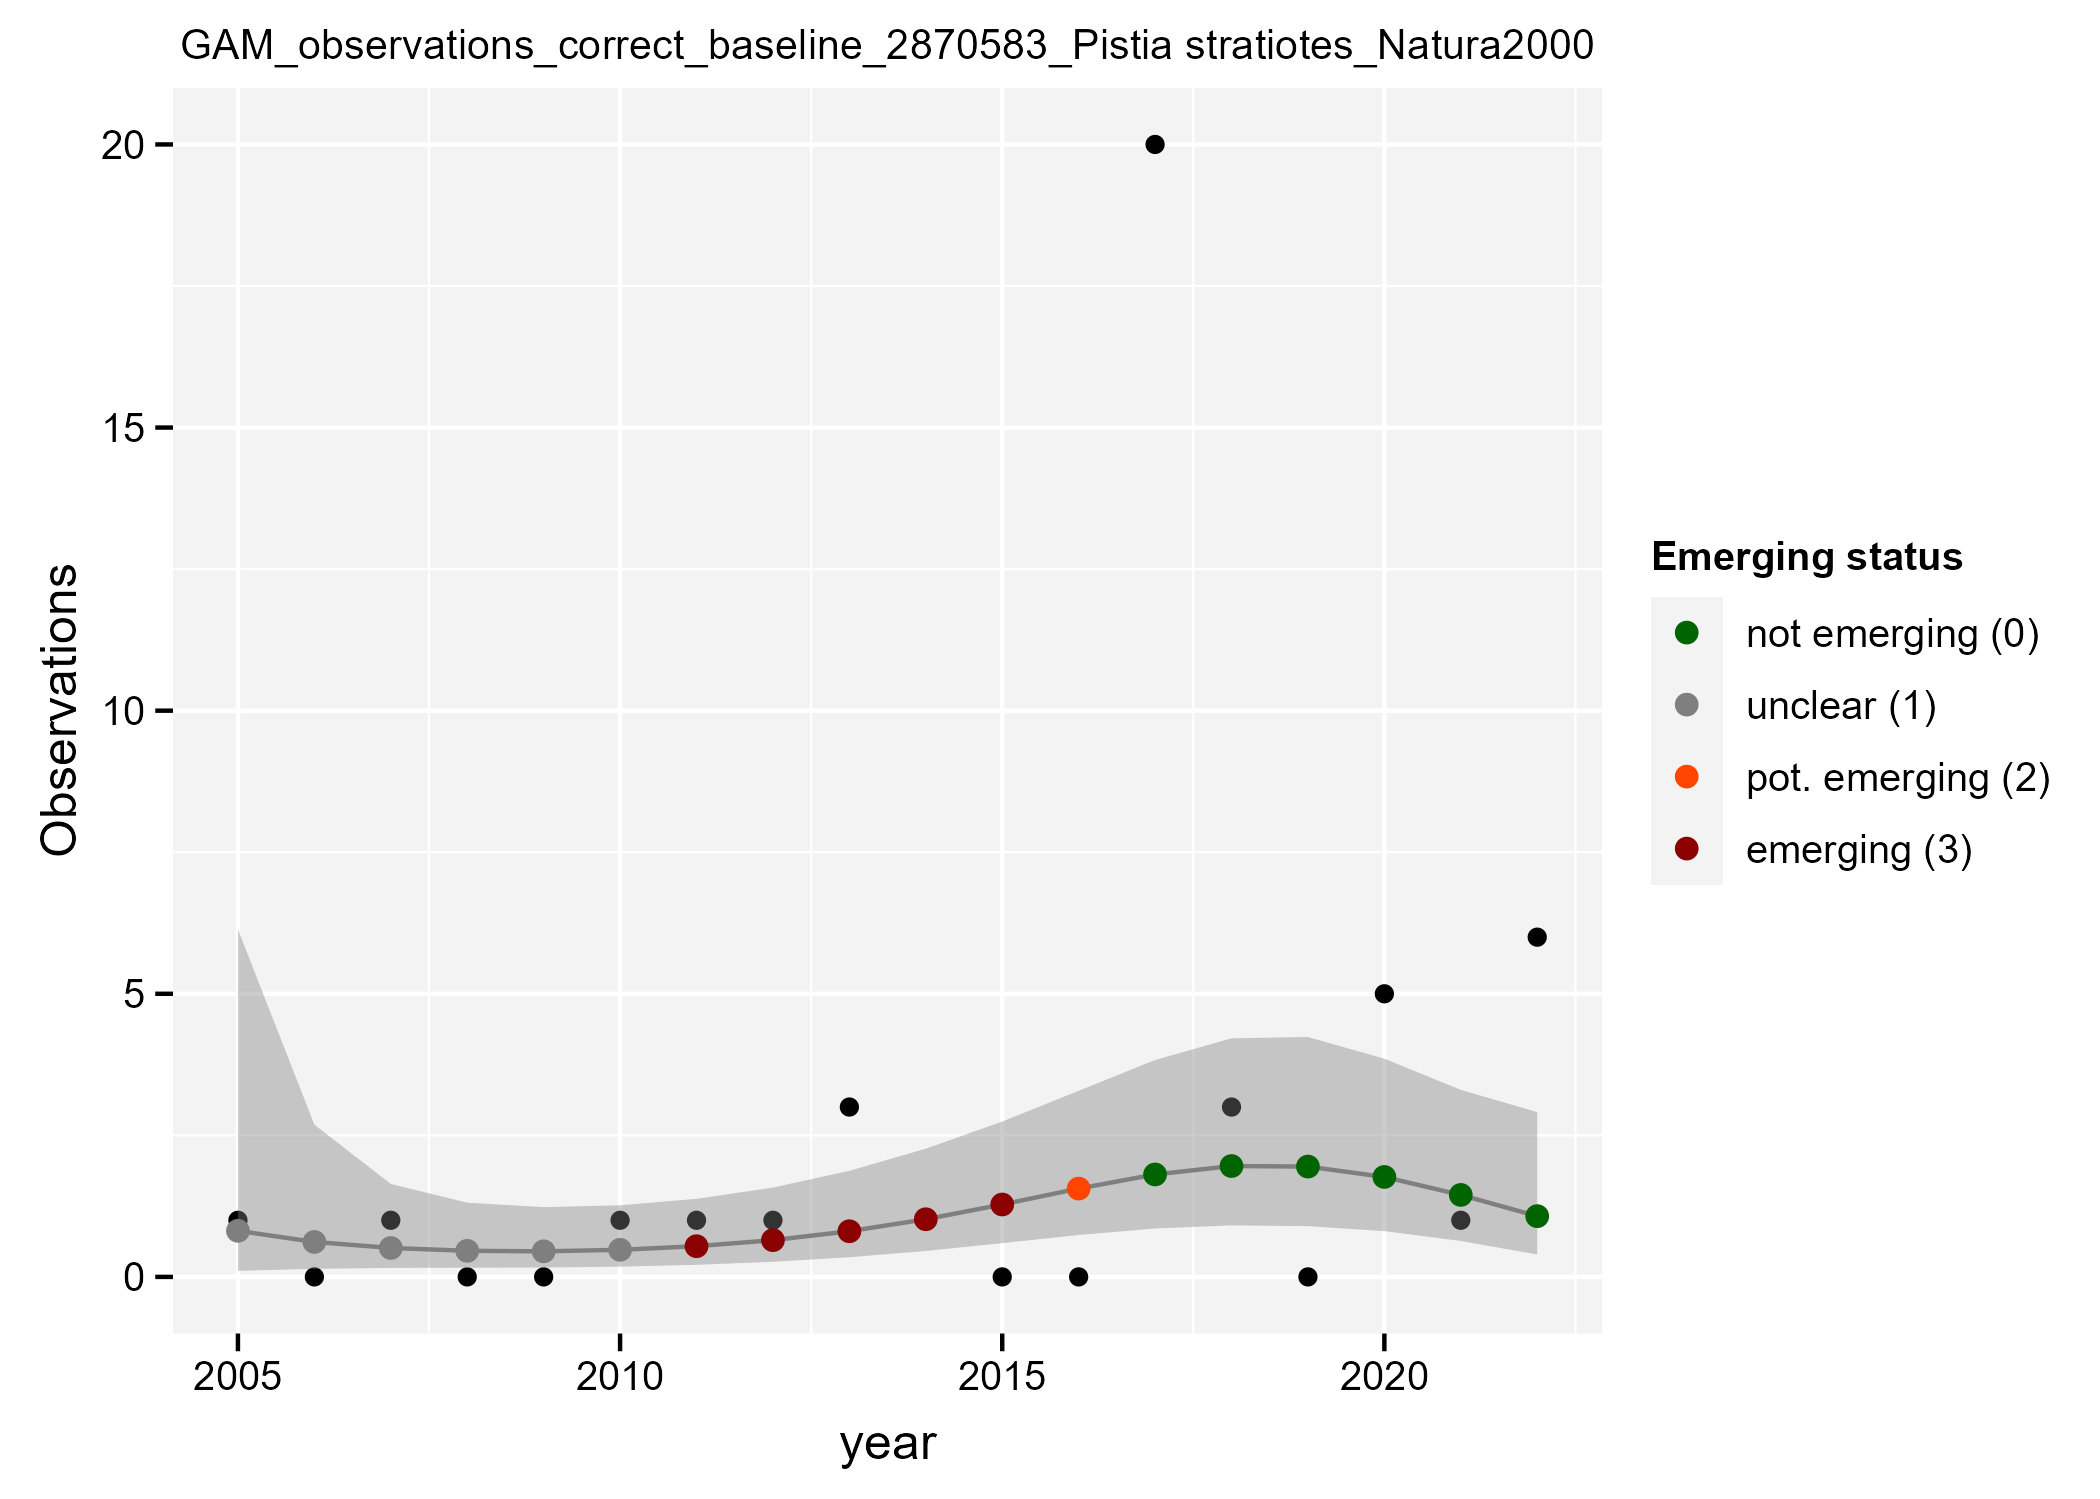 GAM_observations_correct_baseline_2870583_Pistia stratiotes_Natura2000
20
15
10
5
0
Observations
2005
2010
2015
2020
year
Emerging status
not emerging (0)
unclear (1)
pot. emerging (2)
emerging (3)